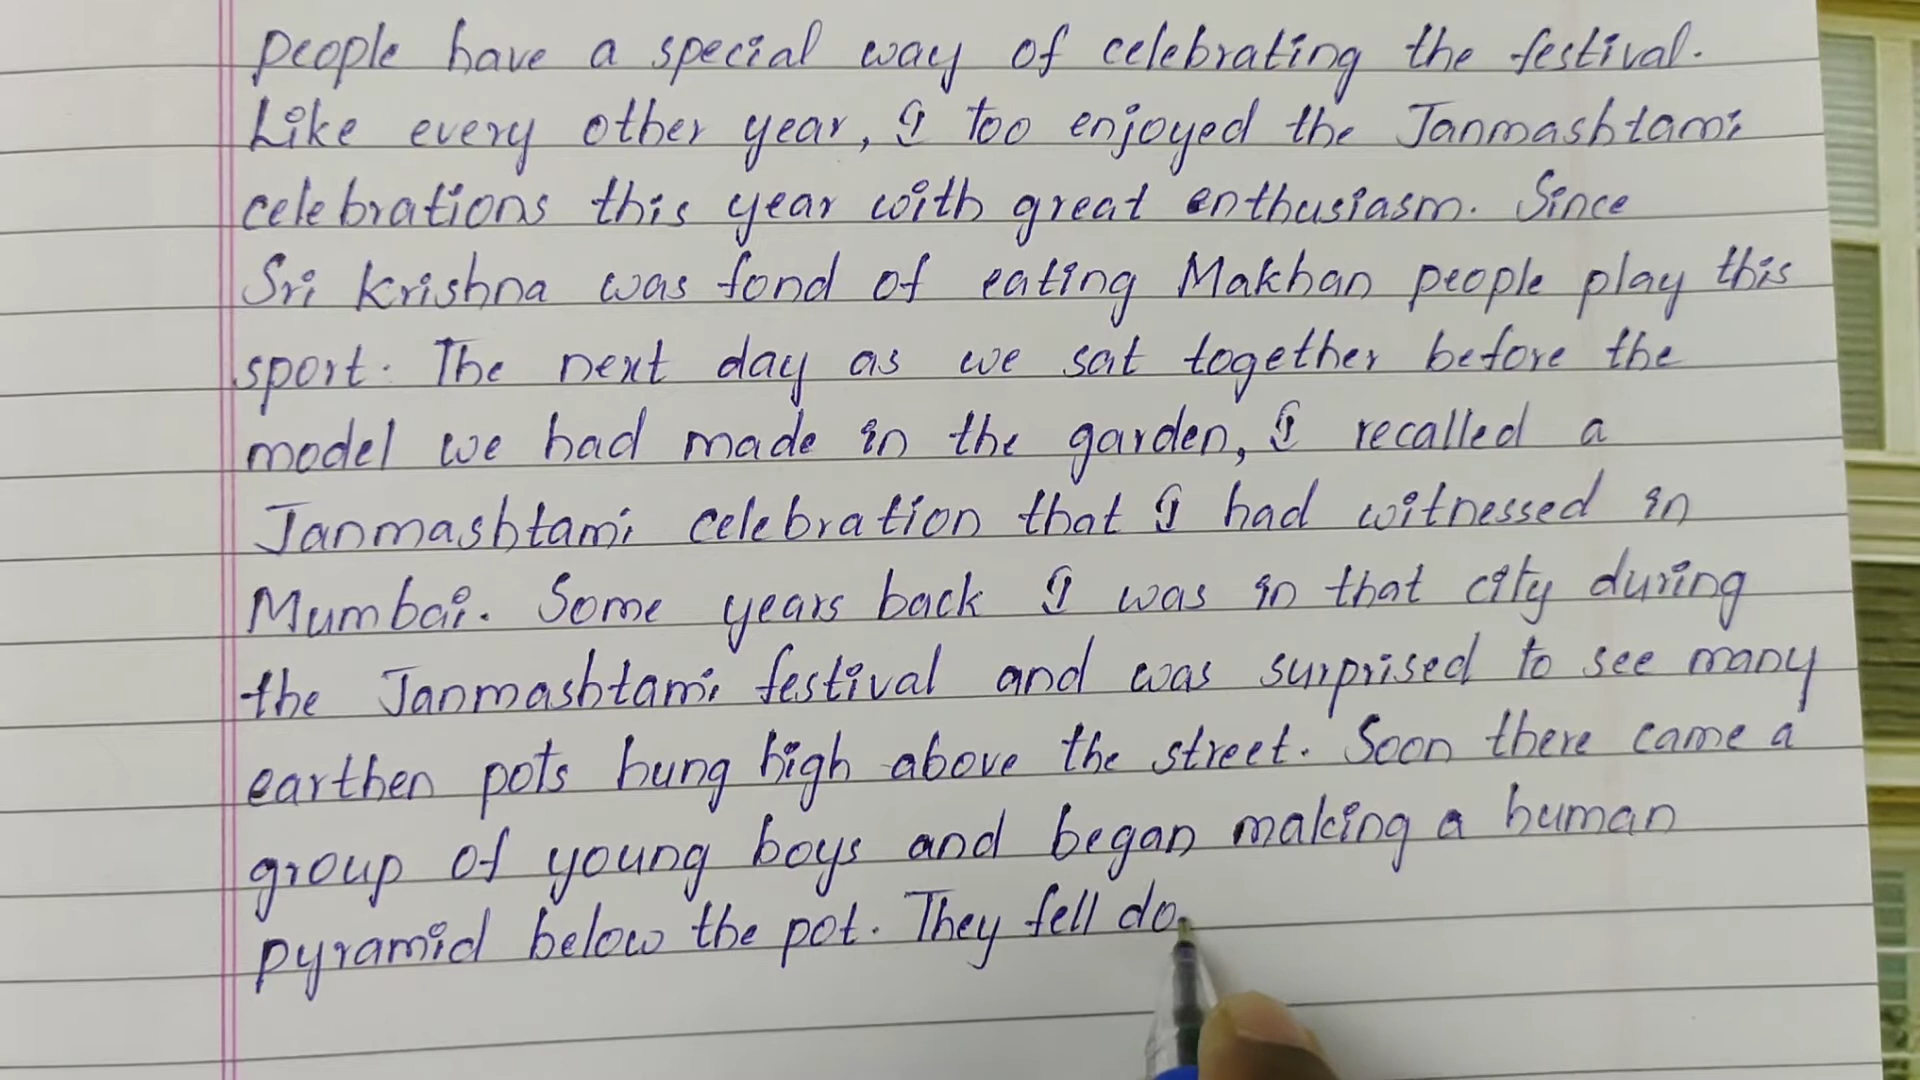 people have a special way of celebrating the festival.
Like every other year, I too enjoyed the Janmashtami
celebrations this year with great enthusiasm. Since
Sri Krishna was fond of eating Makhan people play this
sport. The next day as we sat together before the
model we had made in the garden, I recalled a
Janmashtami celebration that I had witnessed in
Mumbai. Some years back I was in that city during
the Janmashtami festival and was surprised to see many
earthen pots hung high above the street. Soon there came a
group of young boys and began making a human
pyramid below the pot. They fell do